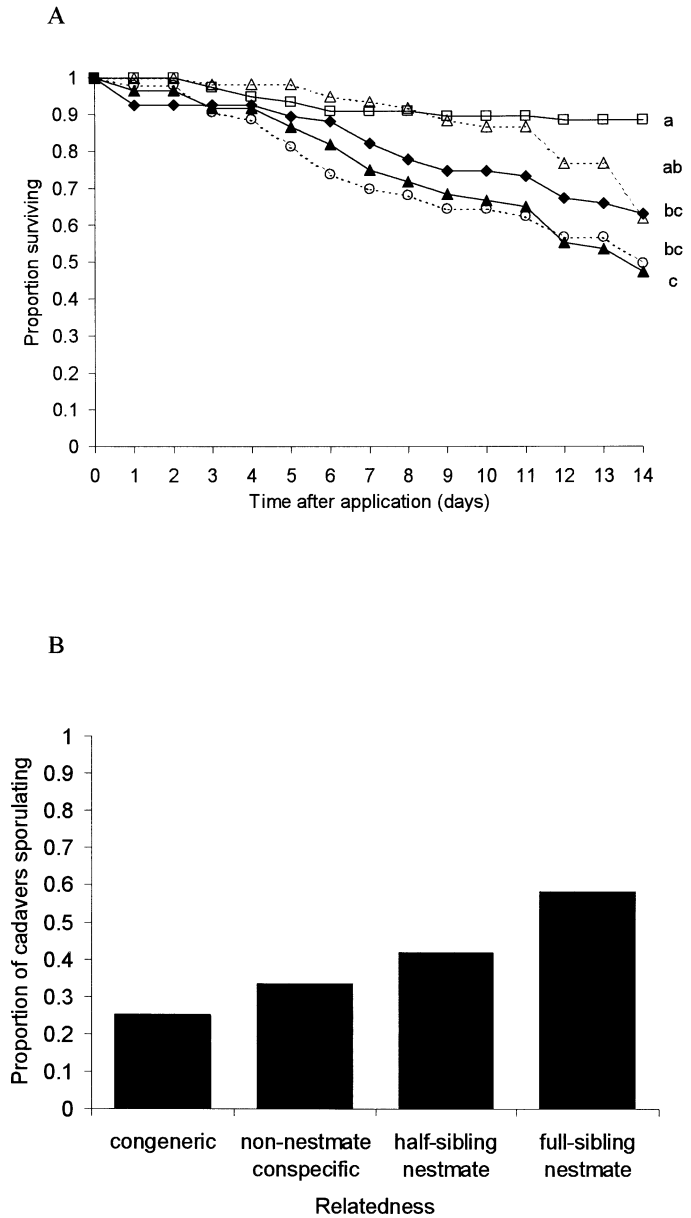 A
1
0.9
0.8
0.7
0.6
0.5
0.4
0.3
0.2
0.1
0
Proportion surviving
a
ab
bc
bc
c
0 1 2 3 4 5 6 7 8 9 10 11 12 13 14
Time after application (days)
B
1
0.9
0.8
0.7
0.6
0.5
0.4
0.3
0.2
0.1
0
Proportion of cadavers sporulating
congeneric non-nestmate half-sibling full-sibling
conspecific nestmate nestmate
Relatedness